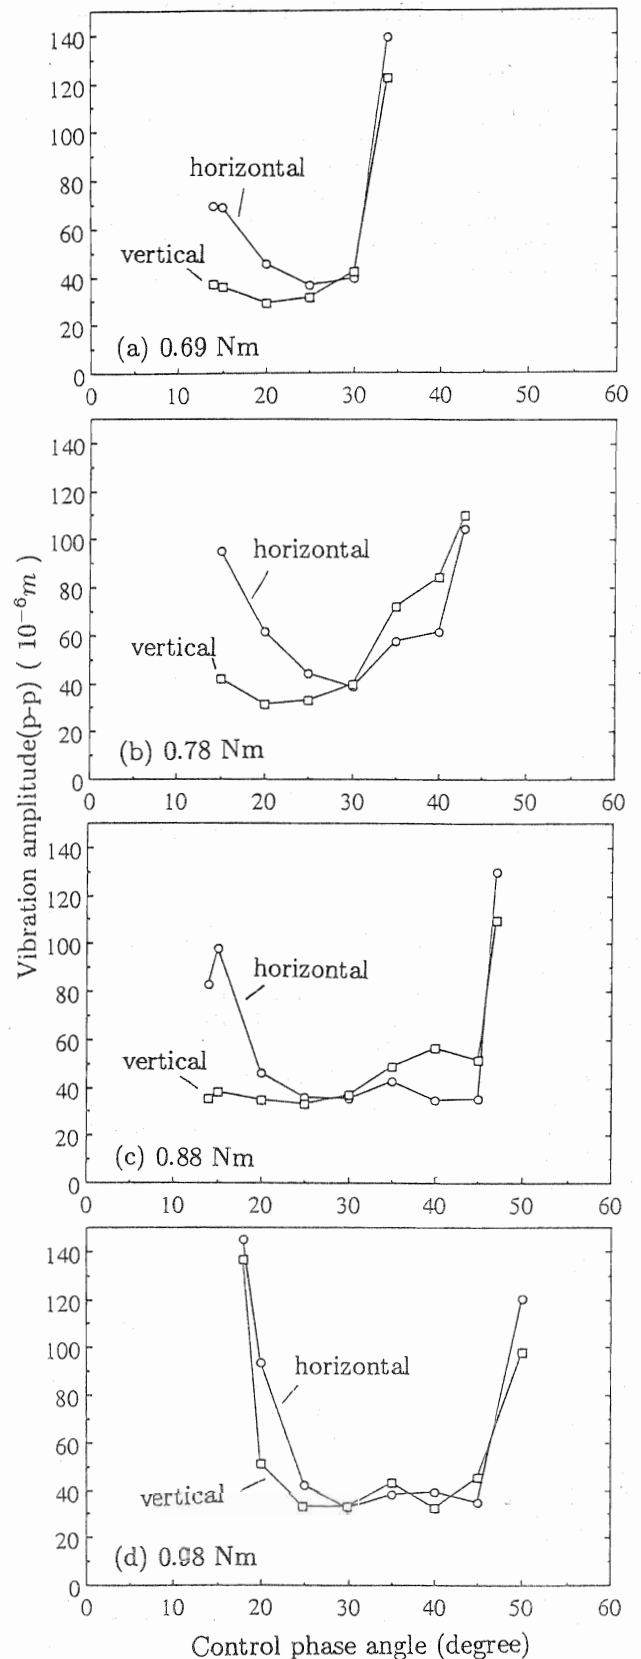 140
120
100
80
60
40
20
0
horizontal
vertical
(a) 0.69 Nm
0 10 20 30 40 50 60
140
120
100
80
60
40
20
0
horizontal
vertical
(b) 0.78 Nm
0 10 20 30 40 50 60
Vibration amplitude(p-p) ( 10⁻⁶m )
140
120
100
80
60
40
20
0
horizontal
vertical
(c) 0.88 Nm
0 10 20 30 40 50 60
140
120
100
80
60
40
20
0
horizontal
vertical
(d) 0.98 Nm
0 10 20 30 40 50 60
Control phase angle (degree)